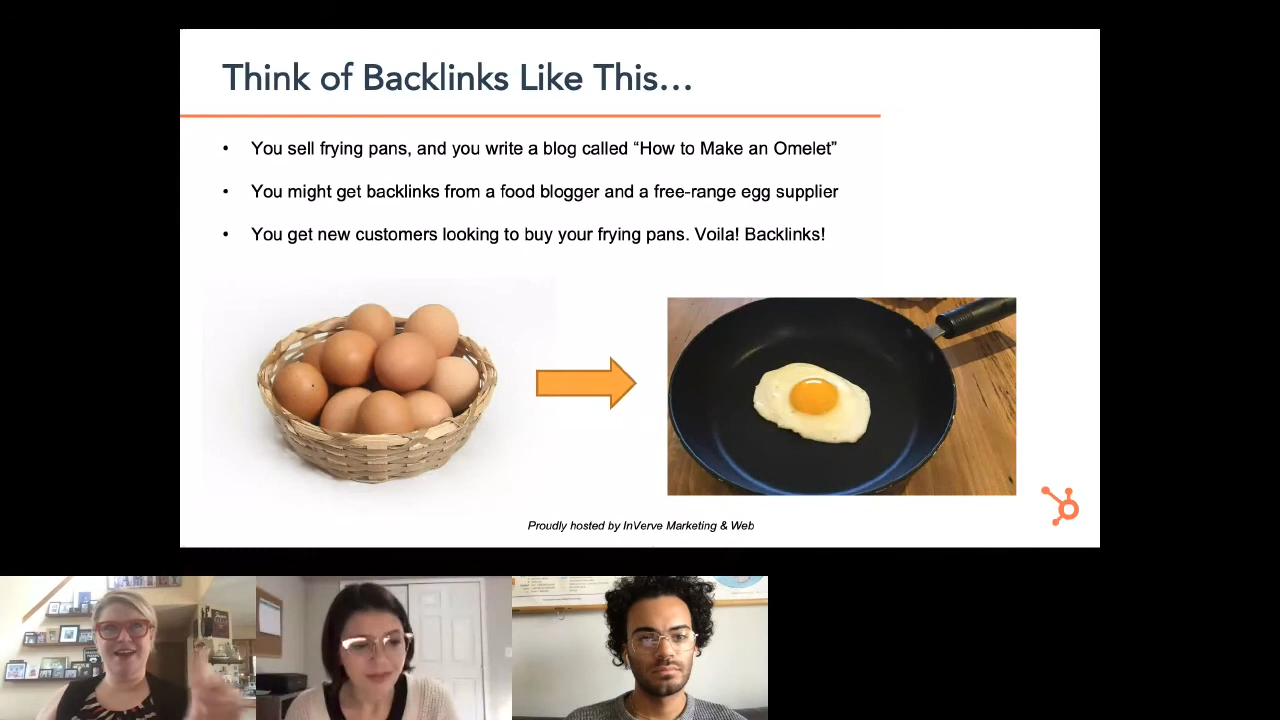 Think of Backlinks Like This...
• You sell frying pans, and you write a blog called “How to Make an Omelet”
• You might get backlinks from a food blogger and a free-range egg supplier
• You get new customers looking to buy your frying pans. Voila! Backlinks!
Proudly hosted by InVerve Marketing & Web
FAMILY